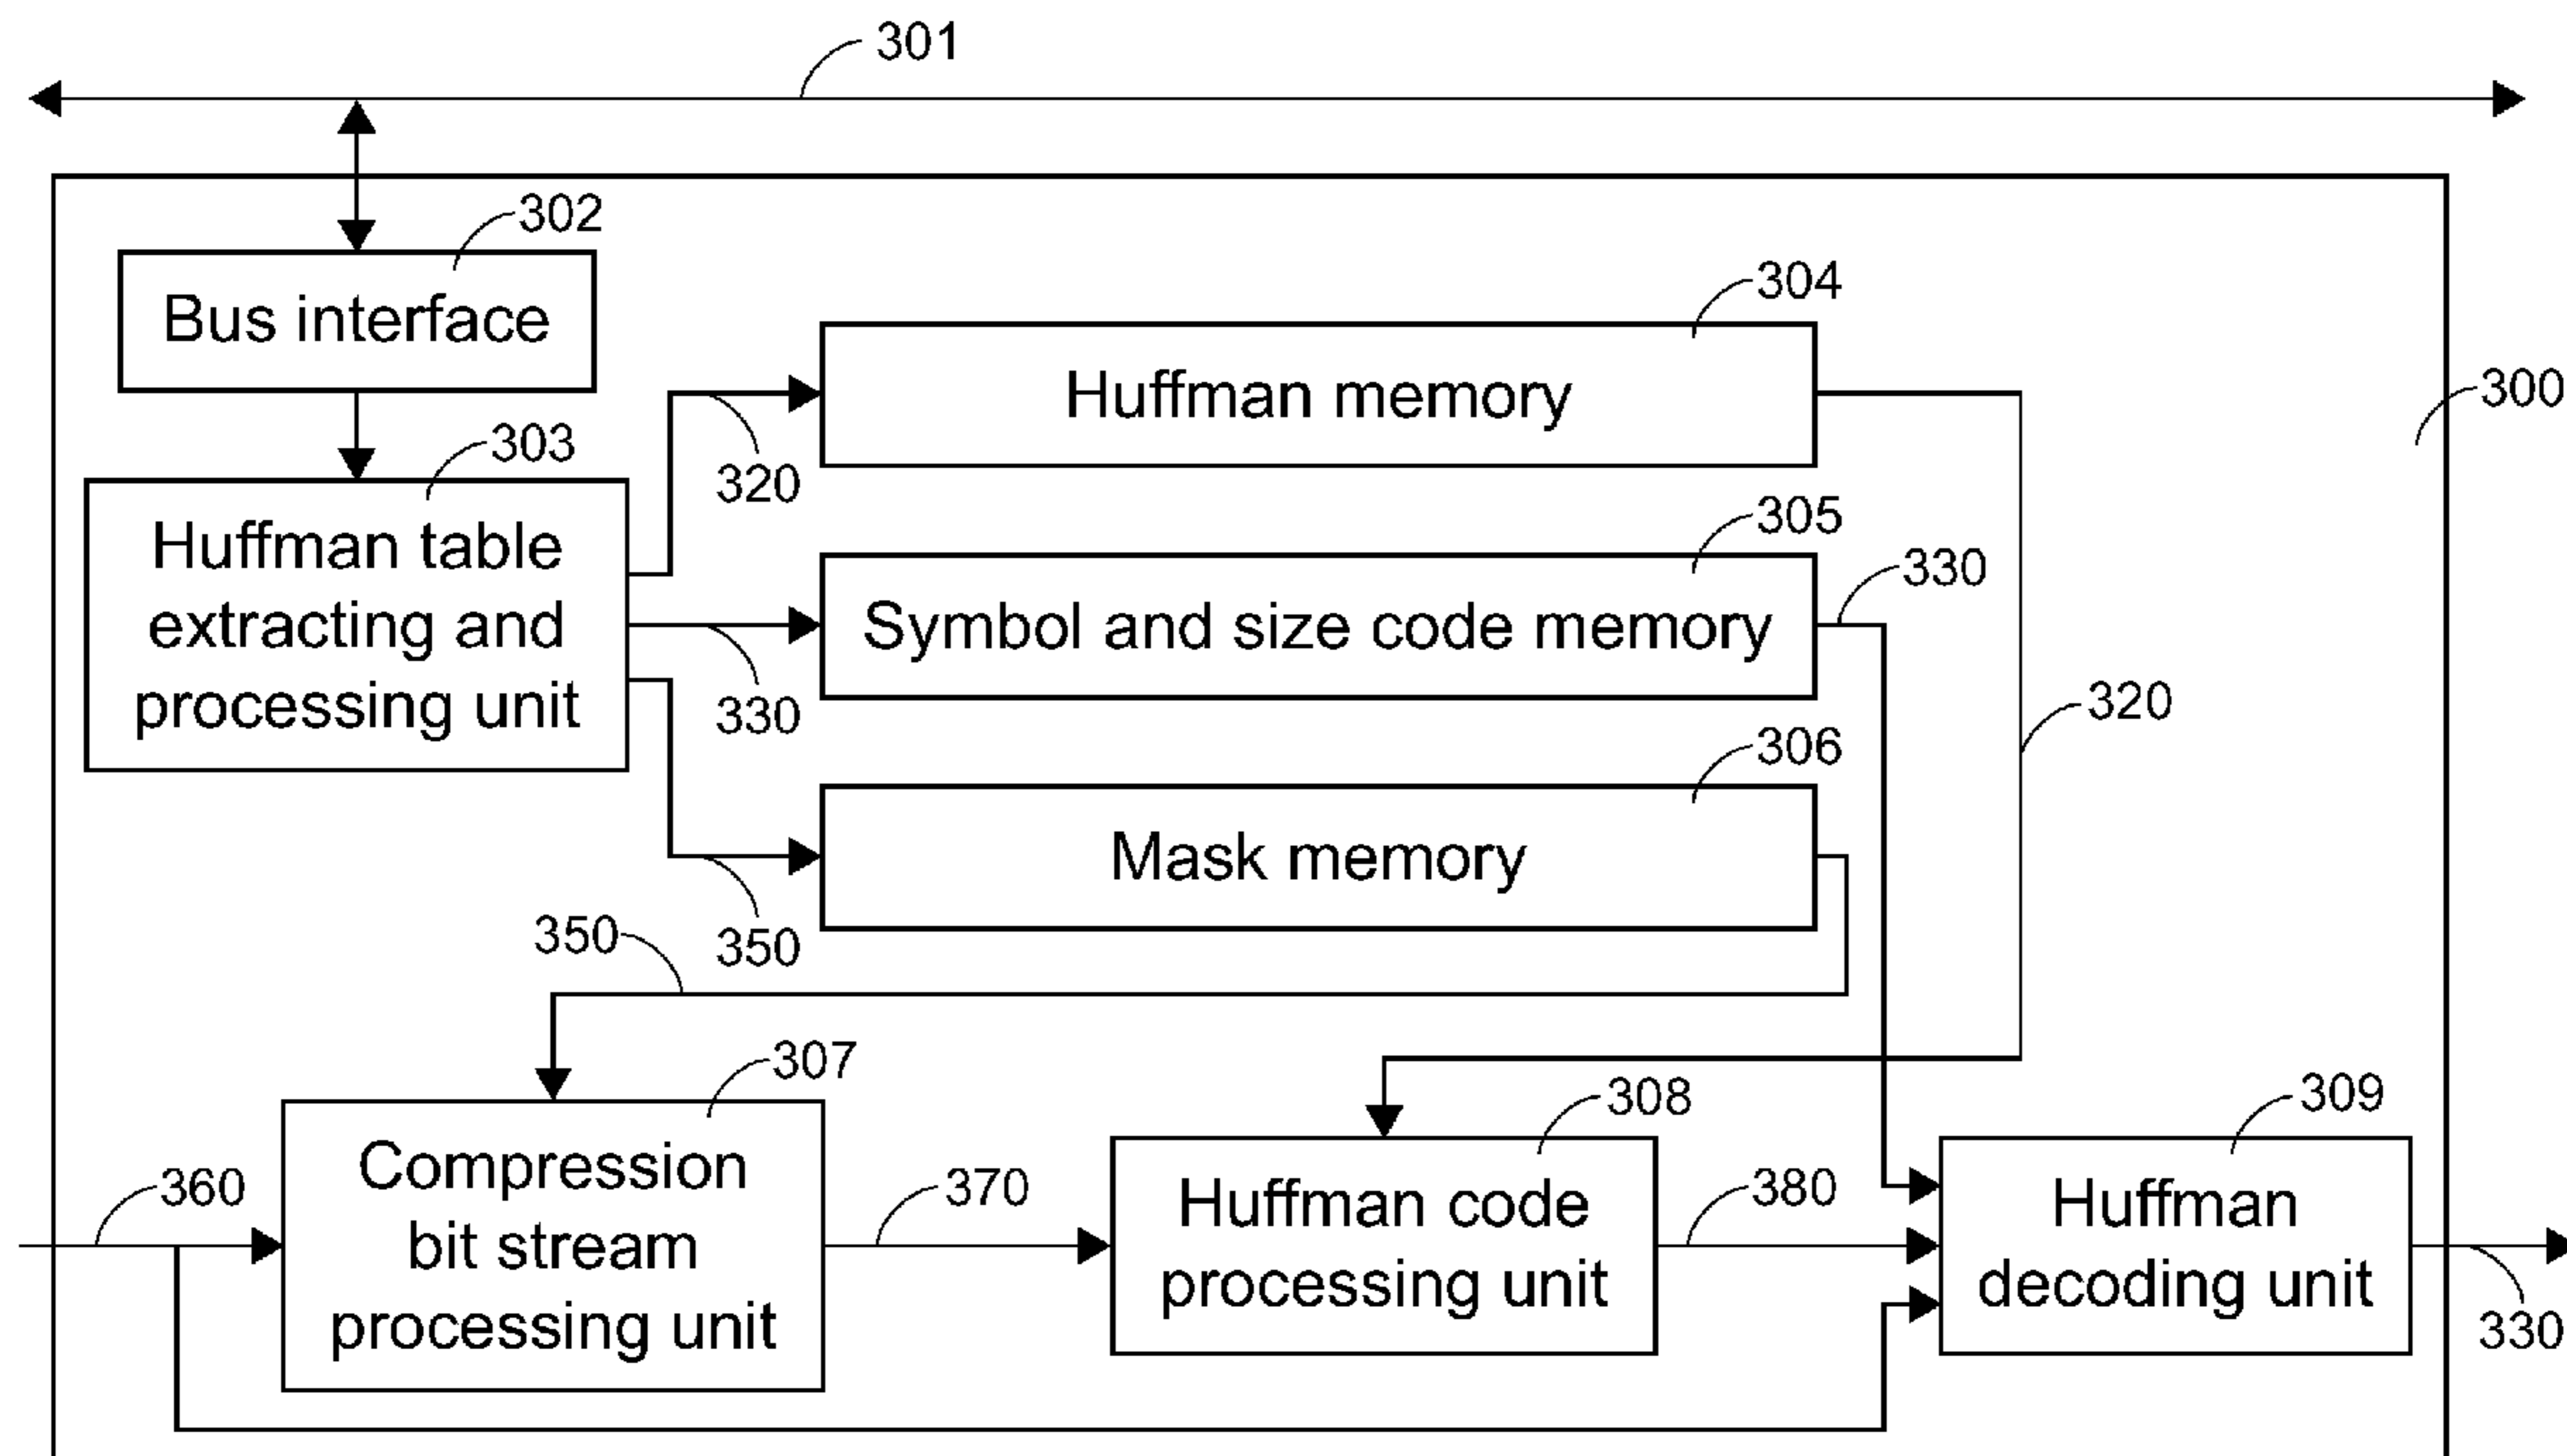 301
302
Bus interface
304
Huffman memory
300
303
Huffman table
extracting and
processing unit
320
305
Symbol and size code memory
330
330
320
306
Mask memory
350
350
307
Compression
bit stream
processing unit
308
Huffman code
processing unit
309
Huffman
decoding unit
360
370
380
330